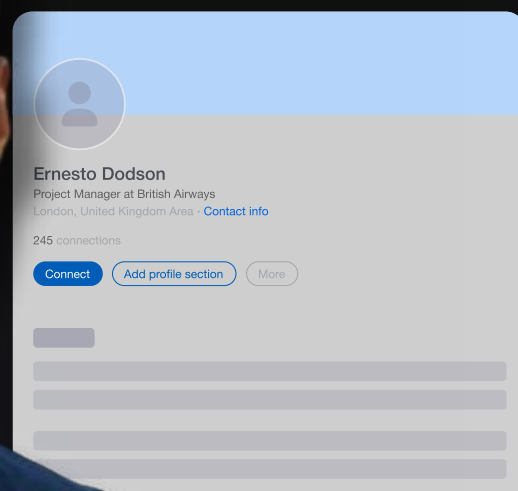 Ernesto Dodson
Project Manager at British Airways
London, United Kingdom Area · Contact info
245 connections
Connect Add profile section More